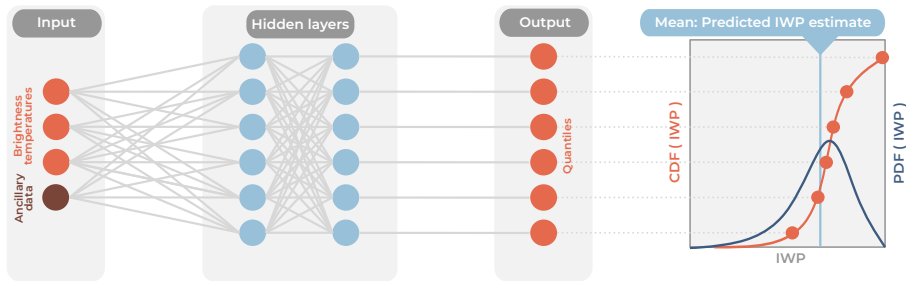 Input
Hidden layers
Output
Mean: Predicted IWP estimate
Brightness
temperatures
Ancillary
data
Quantiles
CDF ( IWP )
PDF ( IWP )
IWP